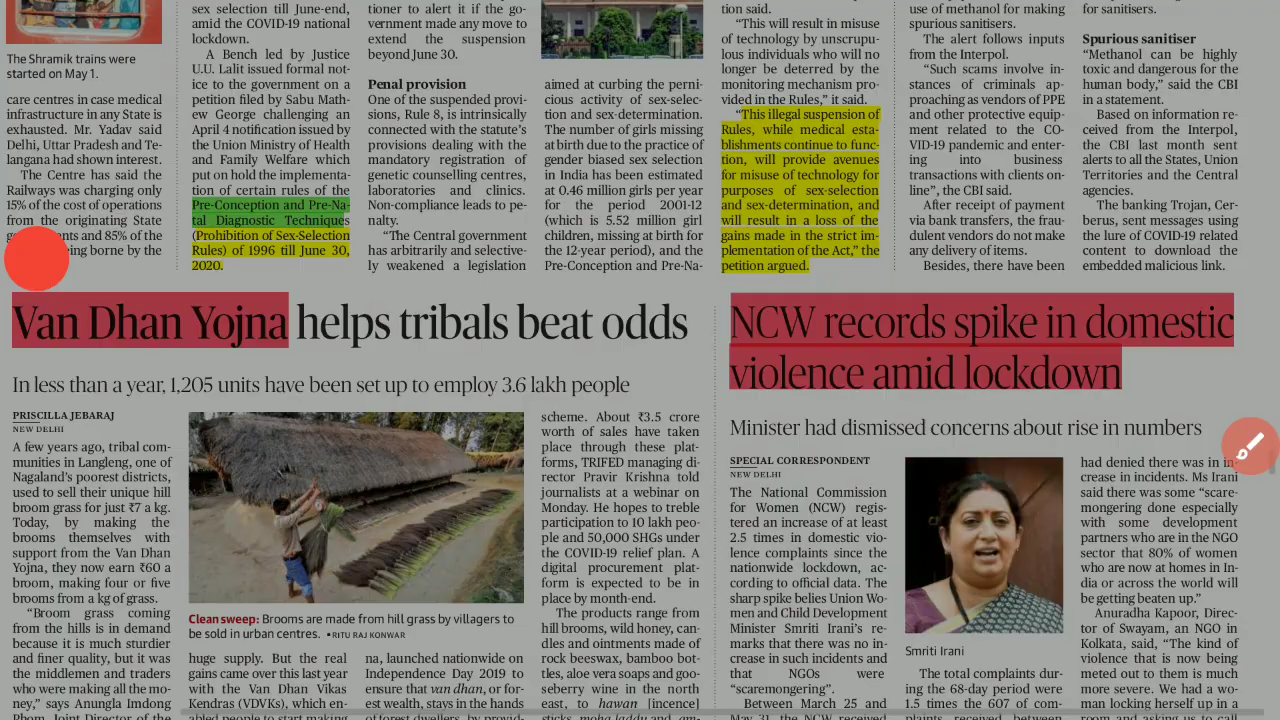 The Shramik trains were
started on May 1.
care centres in case medical
infrastructure in any State is
exhausted. Mr. Yadav said
Delhi, Uttar Pradesh and Te-
langana had shown interest.
The Centre has said the
Railways was charging only
15% of the cost of operations
from the originating State
and 85% of the
borne by the
sex selection till June-end,
amid the COVID-19 national
lockdown.
A Bench led by Justice
U.U. Lalit issued formal not-
ice to the government on a
petition filed by Sabu Math-
ew George challenging an
April 4 notification issued by
the Union Ministry of Health
and Family Welfare which
put on hold the implementa-
tion of certain rules of the
Pre-Conception and Pre-Na-
tal Diagnostic Techniques
(Prohibition of Sex-Selection
Rules) of 1996 till June 30,
2020.
tioner to alert it if the go-
vernment made any move to
extend the suspension
beyond June 30.
Penal provision
One of the suspended provi-
sions, Rule 8, is intrinsically
connected with the statute's
provisions dealing with the
mandatory registration of
genetic counselling centres,
laboratories and clinics.
Non-compliance leads to pe-
nalty.
“The Central government
has arbitrarily and selective-
ly weakened a legislation
aimed at curbing the perni-
cious activity of sex-selec-
tion and sex-determination.
The number of girls missing
at birth due to the practice of
gender biased sex selection
in India has been estimated
at 0.46 million girls per year
for the period 2001-12
(which is 5.52 million girl
children, missing at birth for
the 12-year period), and the
Pre-Conception and Pre-Na-
tion said.
“This will result in misuse
of technology by unscrupu-
lous individuals who will no
longer be deterred by the
monitoring mechanism pro-
vided in the Rules,” it said.
“This illegal suspension of
Rules, while medical esta-
blishments continue to func-
tion, will provide avenues
for misuse of technology for
purposes of sex-selection
and sex-determination, and
will result in a loss of the
gains made in the strict im-
plementation of the Act,” the
petition argued.
use of methanol for making
spurious sanitisers.
The alert follows inputs
from the Interpol.
“Such scams involve in-
stances of criminals ap-
proaching as vendors of PPE
and other protective equip-
ment related to the CO-
VID-19 pandemic and enter-
ing into business
transactions with clients on-
line”, the CBI said.
After receipt of payment
via bank transfers, the frau-
dulent vendors do not make
any delivery of items.
Besides, there have been
for sanitisers.
Spurious sanitiser
“Methanol can be highly
toxic and dangerous for the
human body,” said the CBI
in a statement.
Based on information re-
ceived from the Interpol,
the CBI last month sent
alerts to all the States, Union
Territories and the Central
agencies.
The banking Trojan, Cer-
berus, sent messages using
the lure of COVID-19 related
content to download the
embedded malicious link.
Van Dhan Yojna helps tribals beat odds
In less than a year, 1,205 units have been set up to employ 3.6 lakh people
PRISCILLA JEBARAJ
NEW DELHI
A few years ago, tribal com-
munities in Langleng, one of
Nagaland's poorest districts,
used to sell their unique hill
broom grass for just ₹7 a kg.
Today, by making the
brooms themselves with
support from the Van Dhan
Yojna, they now earn ₹60 a
broom, making four or five
brooms from a kg of grass.
“Broom grass coming
from the hills is in demand
because it is much sturdier
and finer quality, but it was
the middlemen and traders
who were making all the mo-
ney,” says Anungla Imdong
Phom, Joint Director of the
Clean sweep: Brooms are made from hill grass by villagers to
be sold in urban centres. ▪ RITU RAJ KONWAR
huge supply. But the real
gains came over this last year
with the Van Dhan Vikas
Kendras (VDVKs), which en-
abled people to start making
na, launched nationwide on
Independence Day 2019 to
ensure that van dhan, or for-
est wealth, stays in the hands
of forest dwellers, by provid-
scheme. About ₹3.5 crore
worth of sales have taken
place through these plat-
forms, TRIFED managing di-
rector Pravir Krishna told
journalists at a webinar on
Monday. He hopes to treble
participation to 10 lakh peo-
ple and 50,000 SHGs under
the COVID-19 relief plan. A
digital procurement plat-
form is expected to be in
place by month-end.
The products range from
hill brooms, wild honey, can-
dles and ointments made of
rock beeswax, bamboo bot-
tles, aloe vera soaps and goo-
seberry wine in the north
east, to hawan [incence]
sticks, moha laddu and am-
NCW records spike in domestic
violence amid lockdown
Minister had dismissed concerns about rise in numbers
SPECIAL CORRESPONDENT
NEW DELHI
The National Commission
for Women (NCW) regis-
tered an increase of at least
2.5 times in domestic vio-
lence complaints since the
nationwide lockdown, ac-
cording to official data. The
sharp spike belies Union Wo-
men and Child Development
Minister Smriti Irani's re-
marks that there was no in-
crease in such incidents and
that NGOs were
“scaremongering”.
Between March 25 and
May 31, the NCW received
Smriti Irani
The total complaints dur-
ing the 68-day period were
1.5 times the 607 of com-
plaints received between
had denied there was in in-
crease in incidents. Ms Irani
said there was some “scare-
mongering done especially
with some development
partners who are in the NGO
sector that 80% of women
who are now at homes in In-
dia or across the world will
be getting beaten up.”
Anuradha Kapoor, Direc-
tor of Swayam, an NGO in
Kolkata, said, “The kind of
violence that is now being
meted out to them is much
more severe. We had a wo-
man locking herself up in a
room and asking us to call